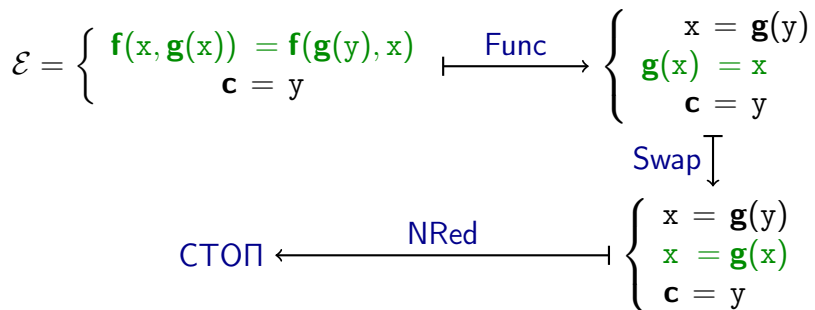 ℰ = { f(x, g(x)) = f(g(y), x)
c = y
Func
{ x = g(y)
g(x) = x
c = y
Swap
{ x = g(y)
x = g(x)
c = y
NRed
СТОП